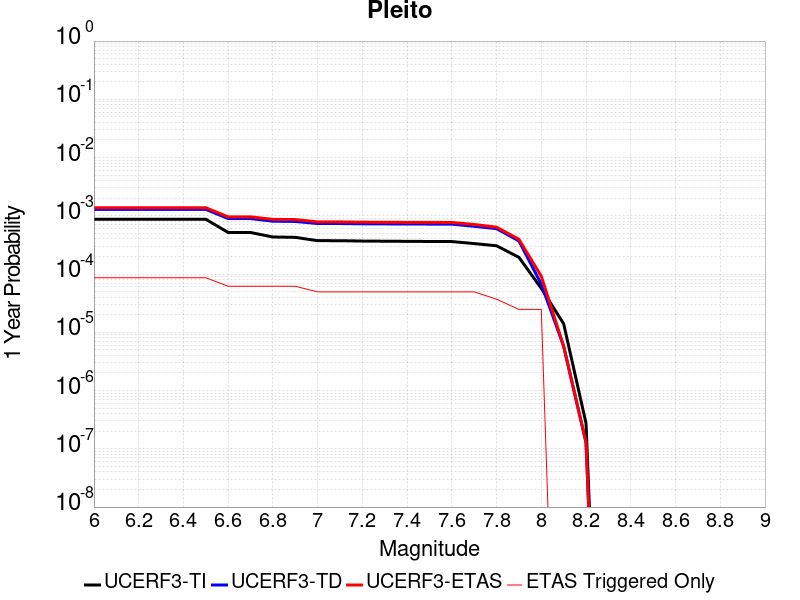 Pleito
10^0
10^-1
10^-2
10^-3
10^-4
10^-5
10^-6
10^-7
10^-8
1 Year Probability
6 6.2 6.4 6.6 6.8 7 7.2 7.4 7.6 7.8 8 8.2 8.4 8.6 8.8 9
Magnitude
UCERF3-TI UCERF3-TD UCERF3-ETAS ETAS Triggered Only